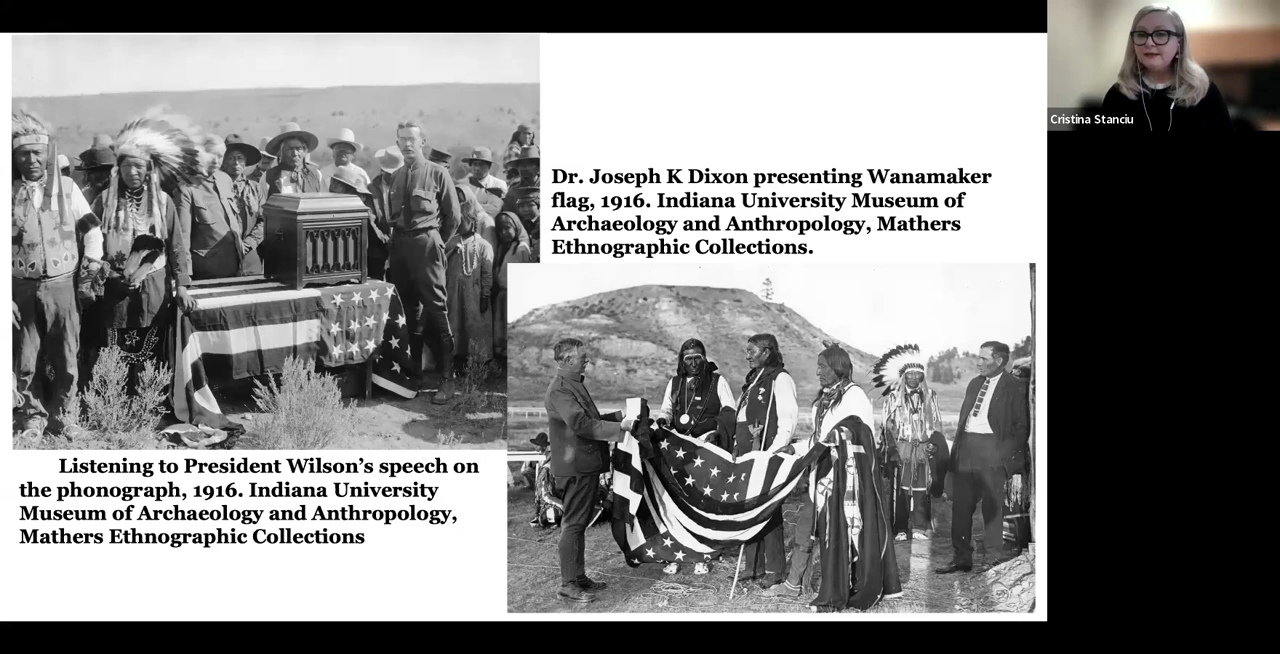 Cristina Stanciu
Dr. Joseph K Dixon presenting Wanamaker
flag, 1916. Indiana University Museum of
Archaeology and Anthropology, Mathers
Ethnographic Collections.
Listening to President Wilson’s speech on
the phonograph, 1916. Indiana University
Museum of Archaeology and Anthropology,
Mathers Ethnographic Collections